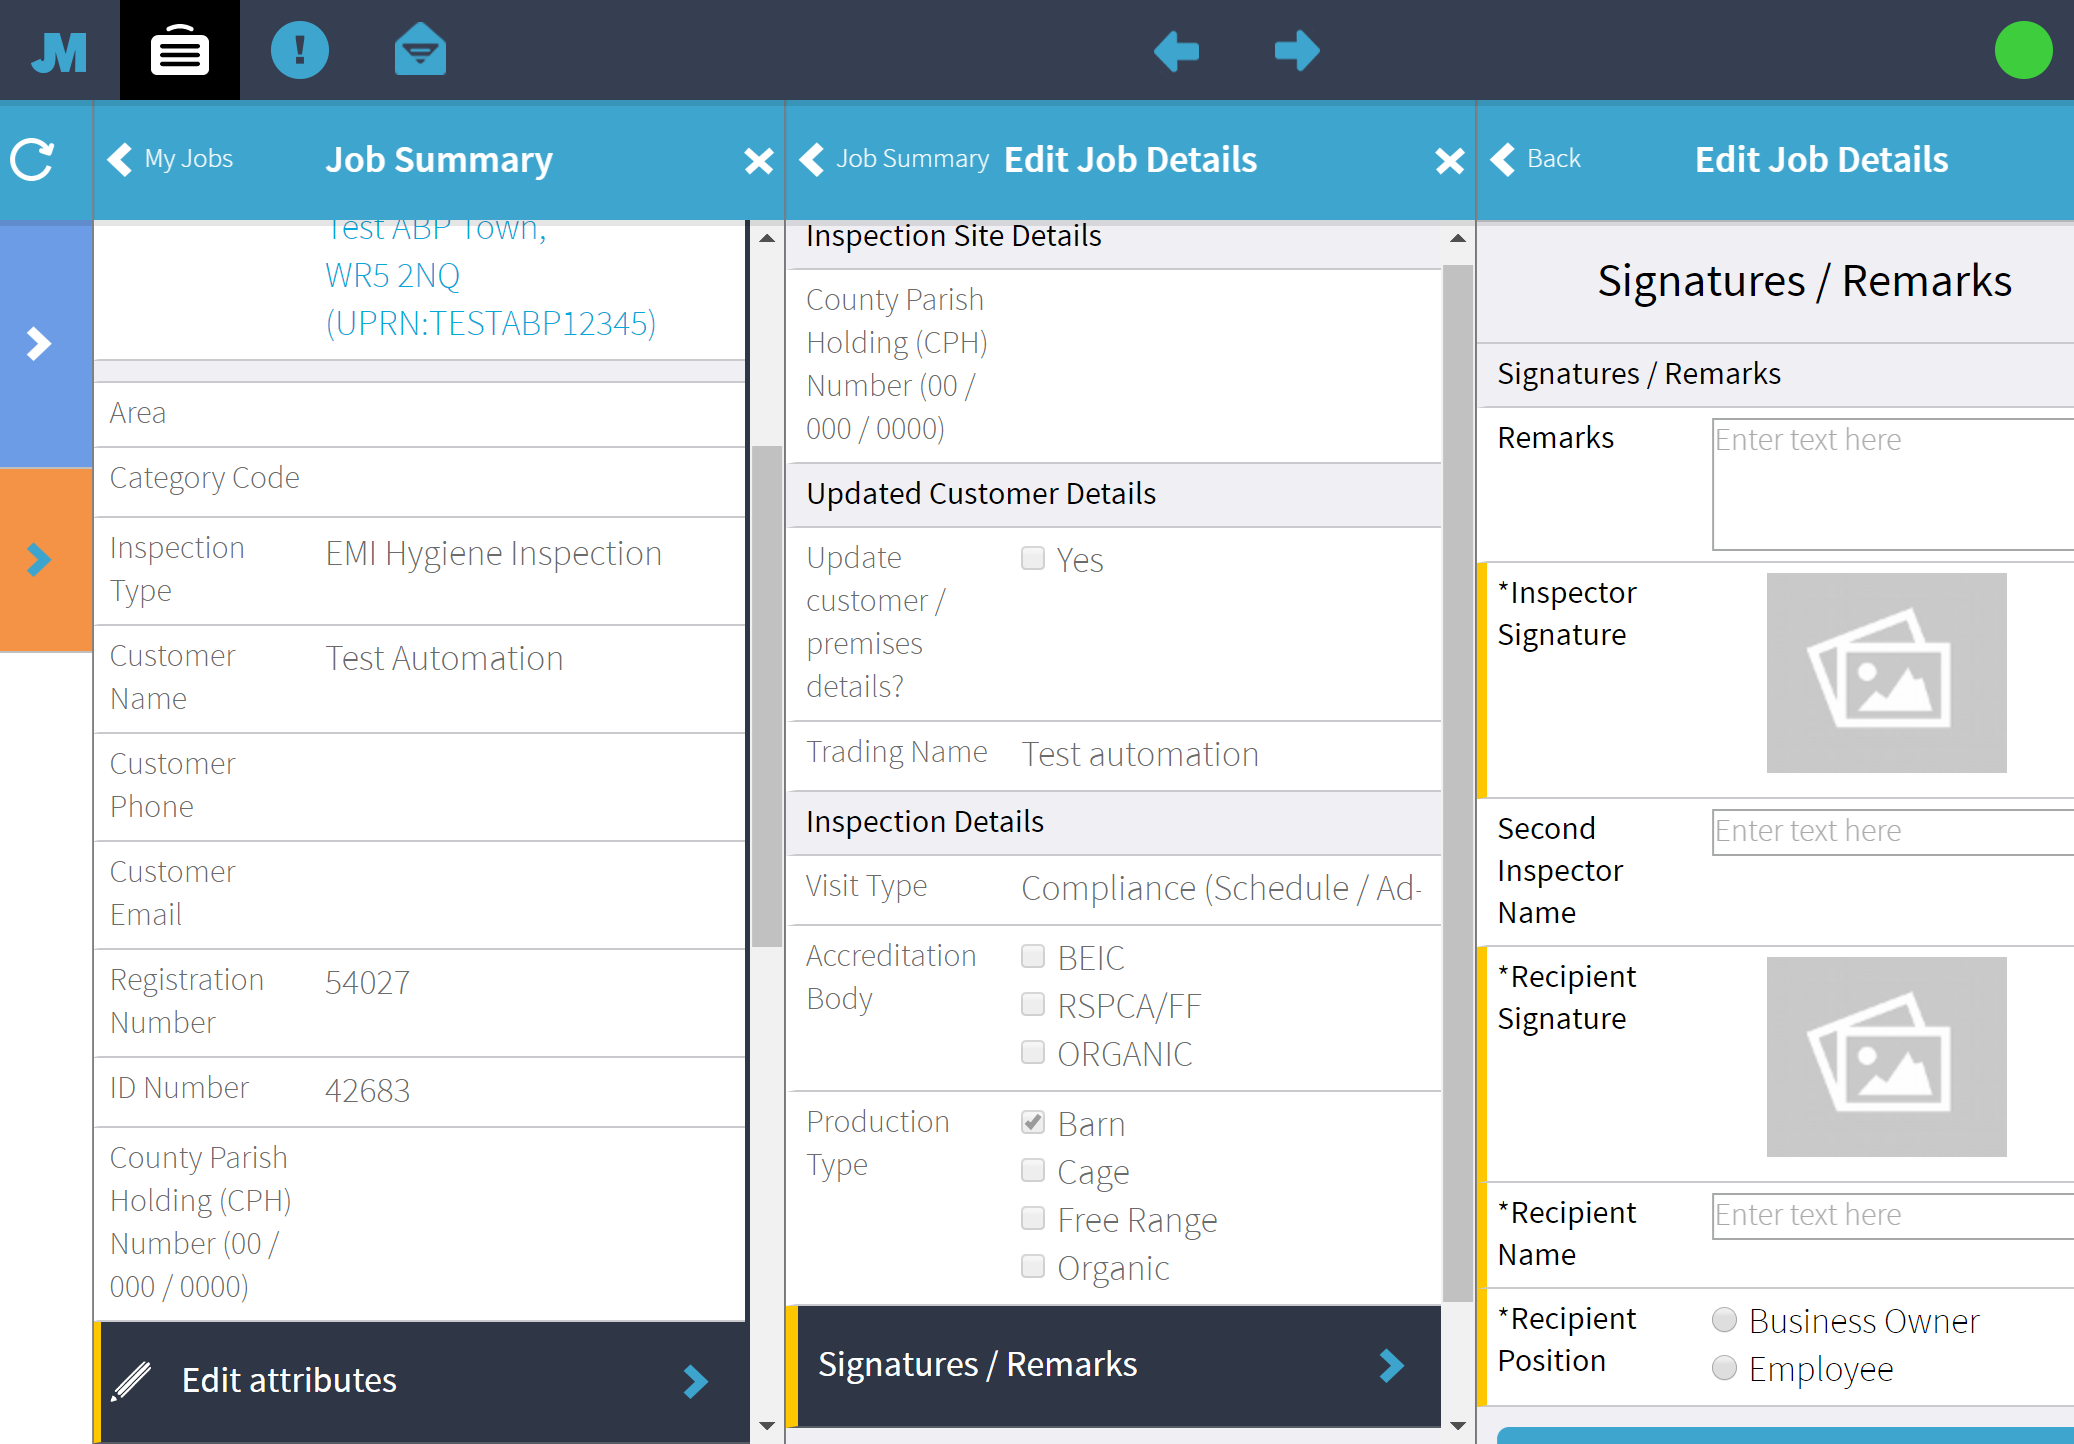 JM
My Jobs
Job Summary
Test ABP Town,
WR5 2NQ
(UPRN:TESTABP12345)
Area
Category Code
Inspection
Type
EMI Hygiene Inspection
Customer
Name
Test Automation
Customer
Phone
Customer
Email
Registration
Number
54027
ID Number
42683
County Parish
Holding (CPH)
Number (00 /
000 / 0000)
Edit attributes
Job Summary
Edit Job Details
Inspection Site Details
County Parish
Holding (CPH)
Number (00 /
000 / 0000)
Updated Customer Details
Update
customer /
premises
details?
Yes
Trading Name
Test automation
Inspection Details
Visit Type
Compliance (Schedule / Ad-
Accreditation
Body
BEIC
RSPCA/FF
ORGANIC
Production
Type
Barn
Cage
Free Range
Organic
Signatures / Remarks
Back
Edit Job Details
Signatures / Remarks
Signatures / Remarks
Remarks
Enter text here
*Inspector
Signature
Second
Inspector
Name
Enter text here
*Recipient
Signature
*Recipient
Name
Enter text here
*Recipient
Position
Business Owner
Employee